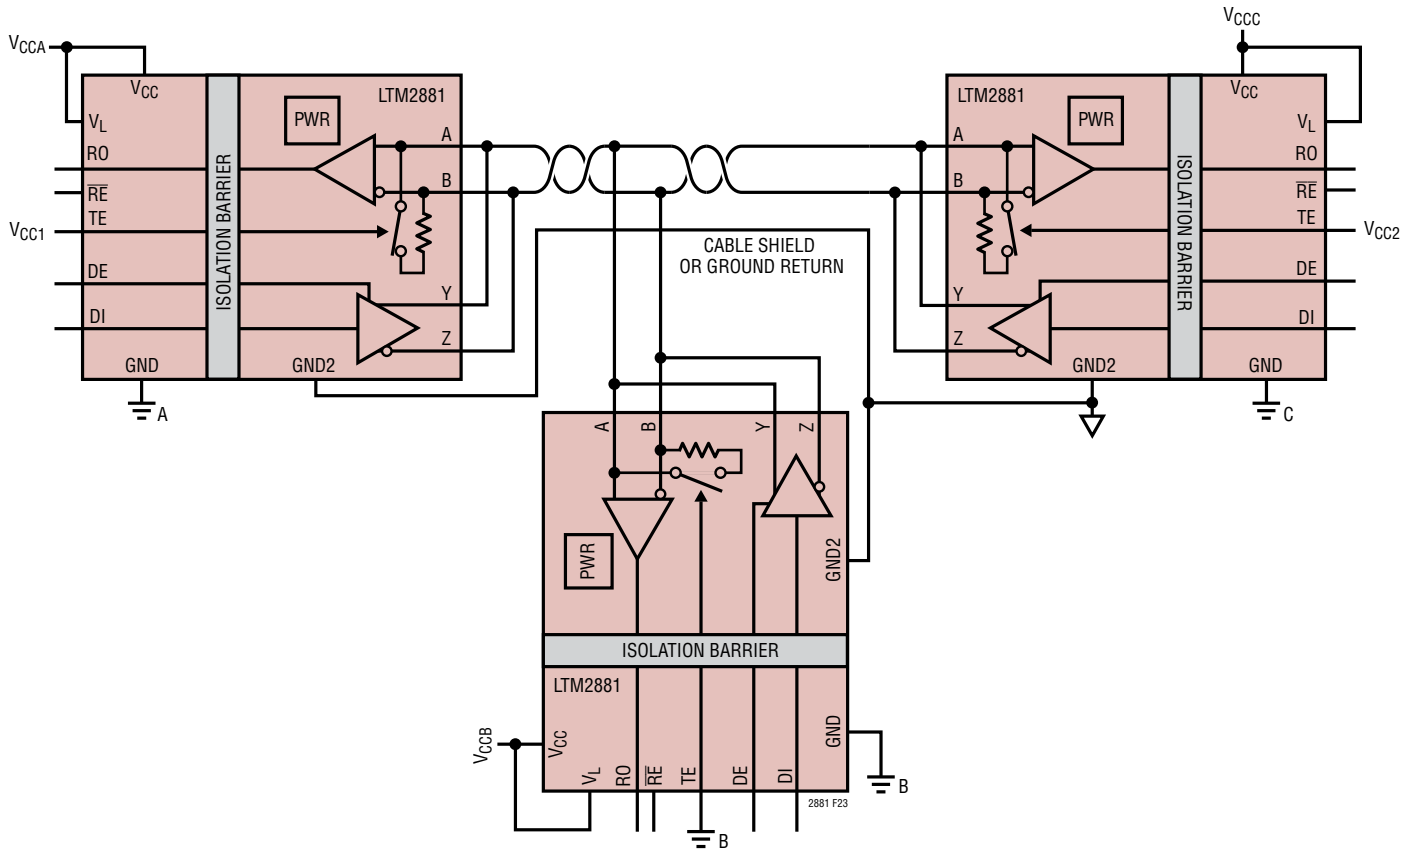 VCCA
VCC
LTM2881
VL
PWR
A
RO
B
RE
ISOLATION BARRIER
TE
VCC1
DE
Y
DI
Z
GND
GND2
A
CABLE SHIELD
OR GROUND RETURN
VCCC
VCC
LTM2881
VL
PWR
A
RO
B
RE
ISOLATION BARRIER
TE
VCC2
DE
Y
DI
Z
GND2
GND
C
A
B
Y
Z
PWR
GND2
ISOLATION BARRIER
LTM2881
VCCB
VCC
VL
RO
RE
TE
DE
DI
GND
B
2881 F23
B